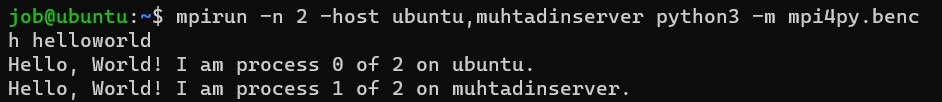 job@ubuntu:~$ mpirun -n 2 -host ubuntu,muhtadinserver python3 -m mpi4py.benc
h helloworld
Hello, World! I am process 0 of 2 on ubuntu.
Hello, World! I am process 1 of 2 on muhtadinserver.